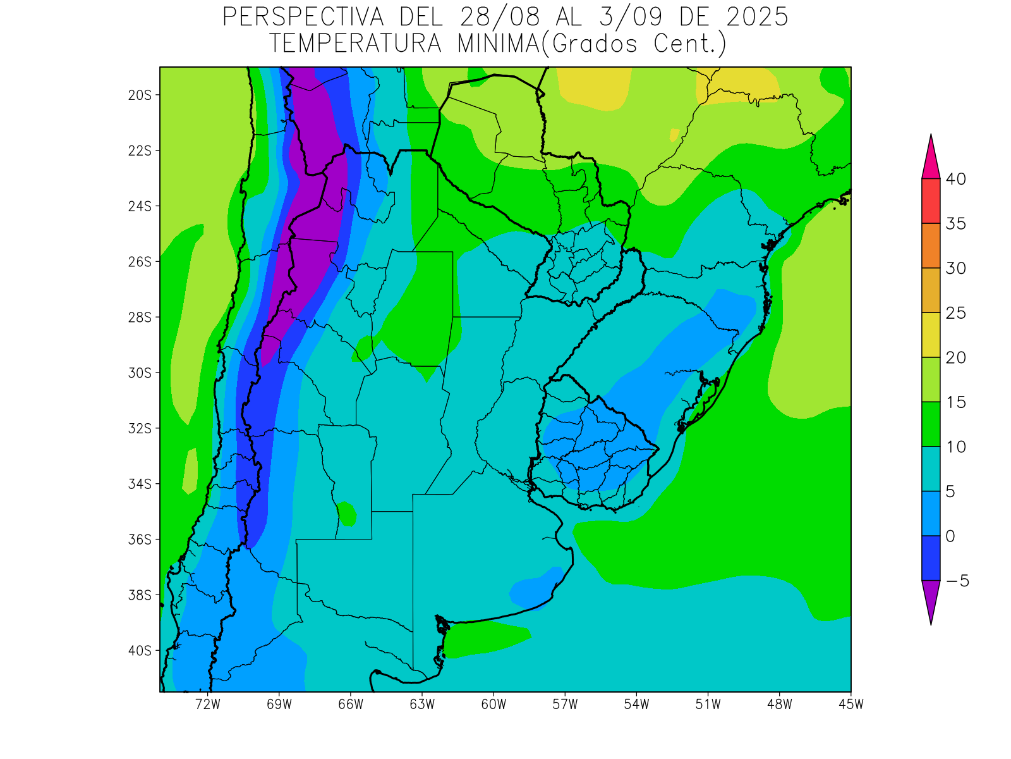 PERSPECTIVA DEL 28/08 AL 3/09 DE 2025
TEMPERATURA MINIMA(Grados Cent.)
20S
22S
24S
26S
28S
30S
32S
34S
36S
38S
40S
72W 69W 66W 63W 60W 57W 54W 51W 48W 45W
40
35
30
25
20
15
10
5
0
−5